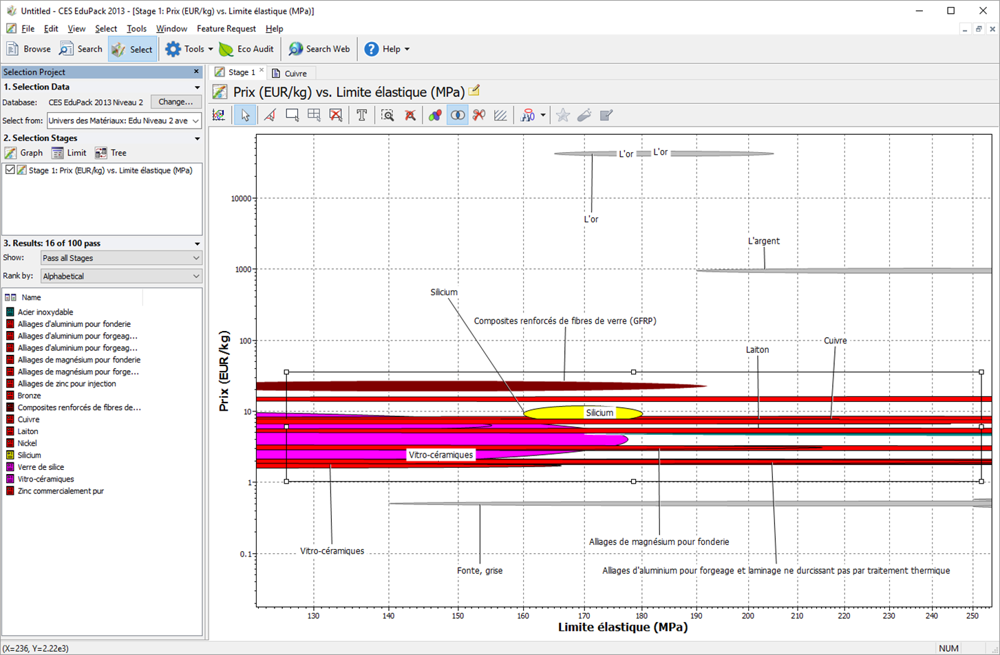 Untitled - CES EduPack 2013 - [Stage 1: Prix (EUR/kg) vs. Limite élastique (MPa)]
File Edit View Select Tools Window Feature Request Help
Browse Search Select Tools Eco Audit Search Web Help
Selection Project
1. Selection Data
Database: CES EduPack 2013 Niveau 2 Change...
Select from: Univers des Matériaux: Edu Niveau 2 ave
2. Selection Stages
Graph Limit Tree
Stage 1: Prix (EUR/kg) vs. Limite élastique (MPa)
3. Results: 16 of 100 pass
Show: Pass all Stages
Rank by: Alphabetical
Name
Acier inoxydable
Alliages d'aluminium pour fonderie
Alliages d'aluminium pour forgeag...
Alliages d'aluminium pour forgeag...
Alliages de magnésium pour fonderie
Alliages de magnésium pour forge...
Alliages de zinc pour injection
Bronze
Composites renforcés de fibres de...
Cuivre
Laiton
Nickel
Silicium
Verre de silice
Vitro-céramiques
Zinc commercialement pur
Stage 1 Cuivre
Prix (EUR/kg) vs. Limite élastique (MPa)
L'or L'or
10000
L'or
L'argent
1000
Silicium
Composites renforcés de fibres de verre (GFRP)
100
Cuivre
Laiton
Prix (EUR/kg)
10
Silicium
Vitro-céramiques
1
Alliages de magnésium pour fonderie
Vitro-céramiques
0.1
Fonte, grise
Alliages d'aluminium pour forgeage et laminage ne durcissant pas par traitement thermique
130 140 150 160 170 180 190 200 210 220 230 240 250
Limite élastique (MPa)
(X=236, Y=2.22e3) NUM